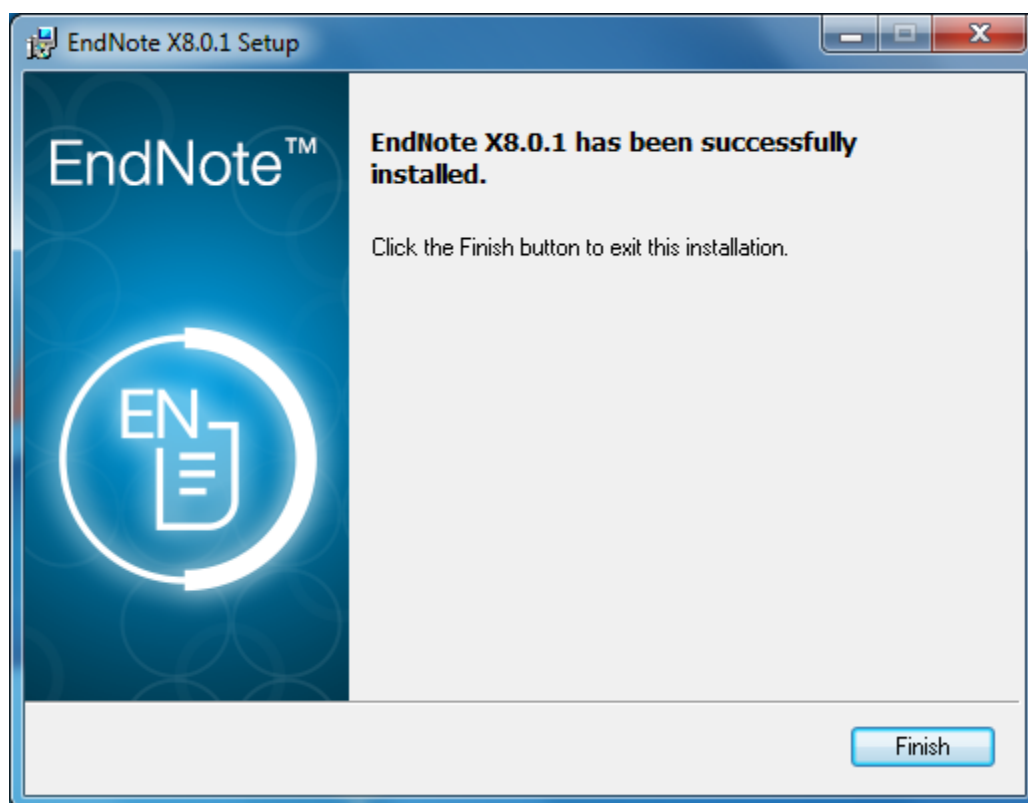 EndNote X8.0.1 Setup
EndNote™
EndNote X8.0.1 has been successfully
installed.
Click the Finish button to exit this installation.
EN
Finish